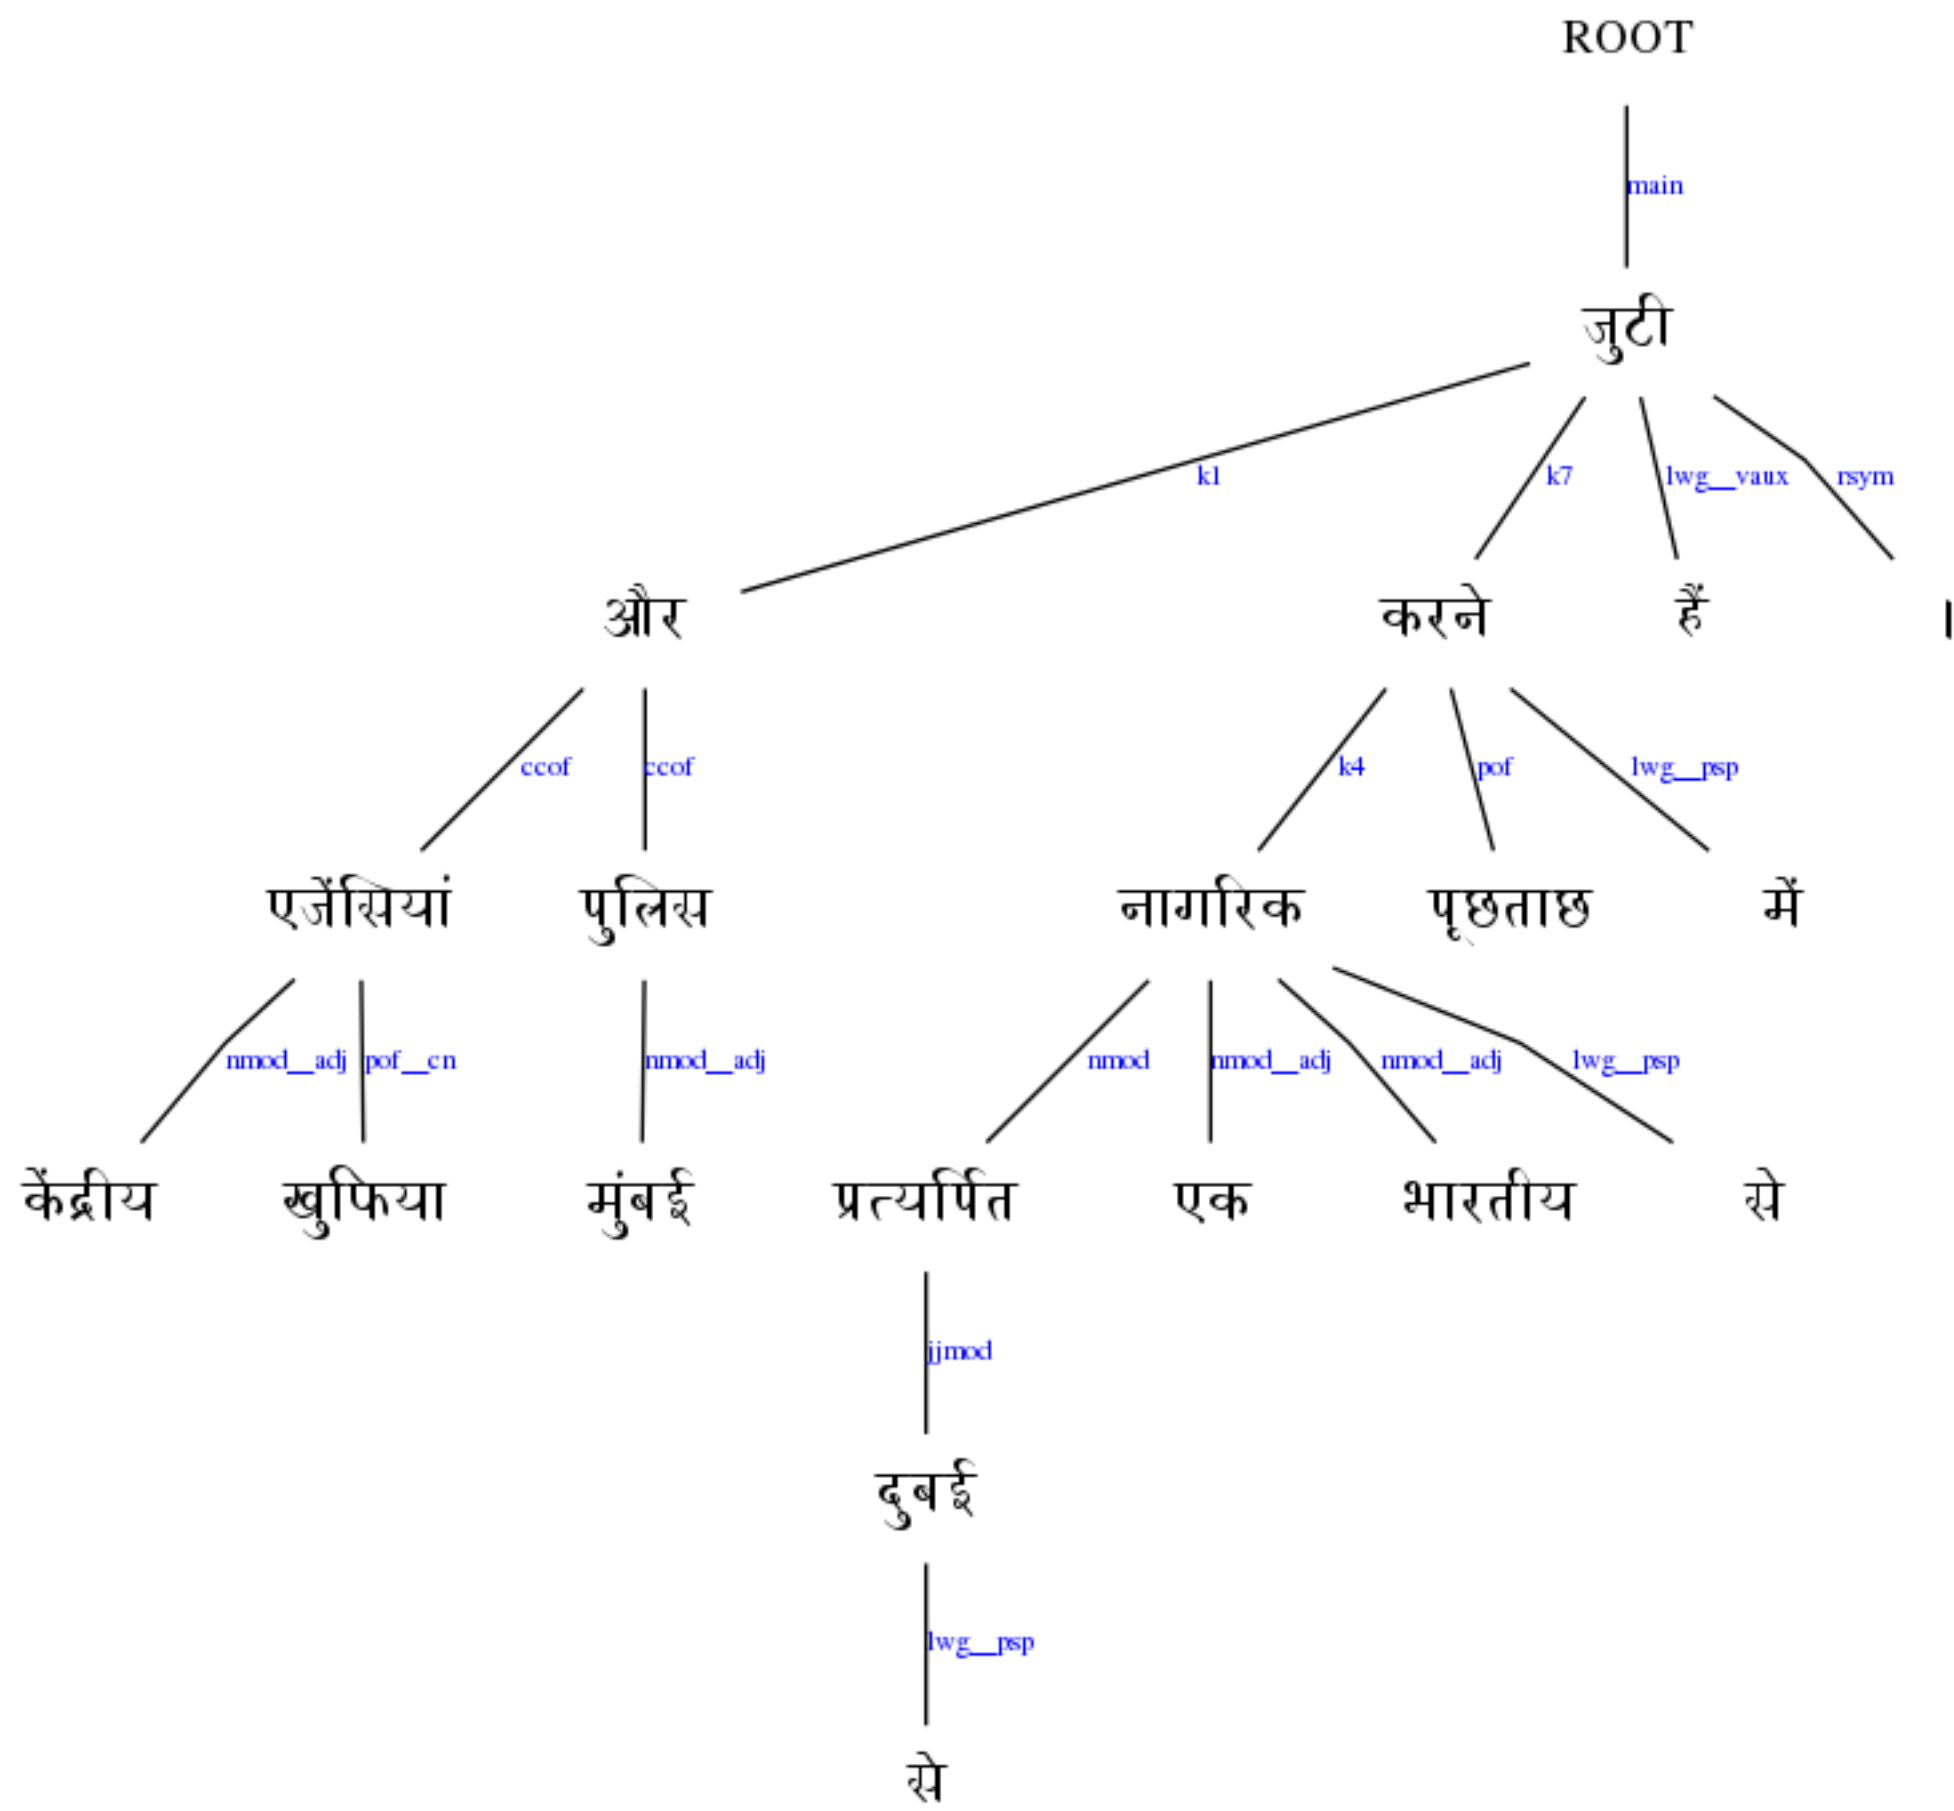 ROOT
main
जुटी
k1 k7 lwg__vaux rsym
और करने हैं ।
ccof ccof k4 pof lwg__psp
एजेंसियां पुलिस नागरिक पूछताछ में
nmod__adj pof__cn nmod__adj nmod nmod__adj nmod__adj lwg__psp
केंद्रीय खुफिया मुंबई प्रत्यर्पित एक भारतीय से
jjmod
दुबई
lwg__psp
से